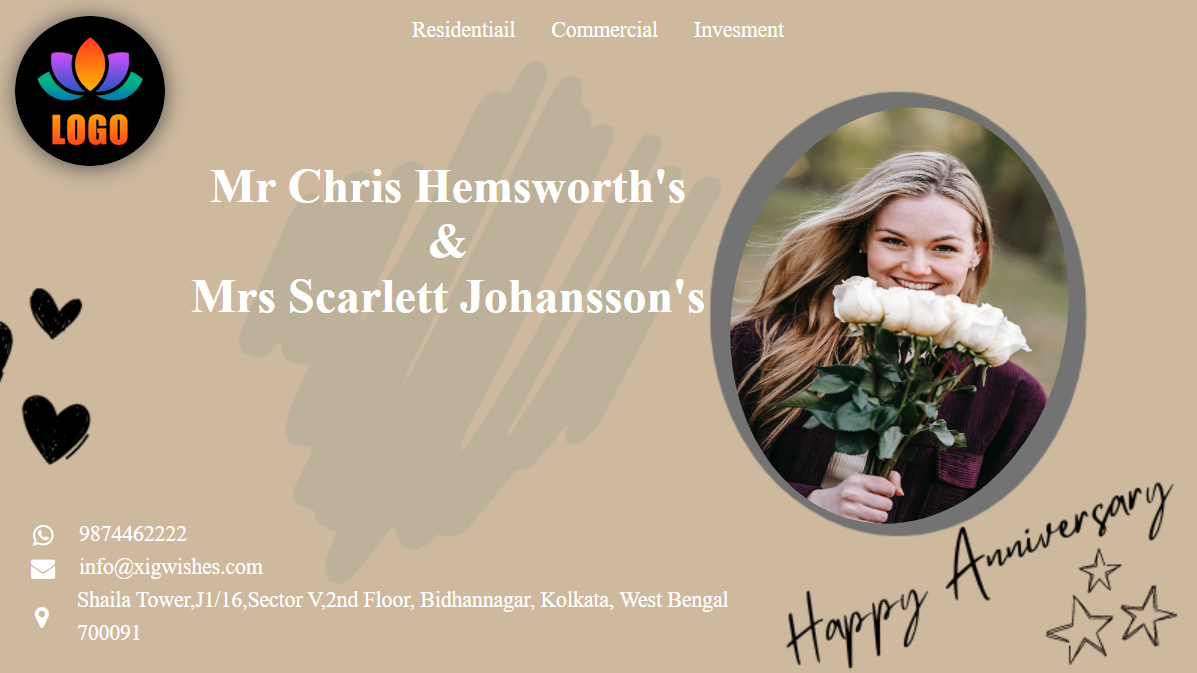 Residentiail Commercial Invesment
LOGO
Mr Chris Hemsworth's
&
Mrs Scarlett Johansson's
9874462222
info@xigwishes.com
Shaila Tower,J1/16,Sector V,2nd Floor, Bidhannagar, Kolkata, West Bengal
700091
Happy Anniversary